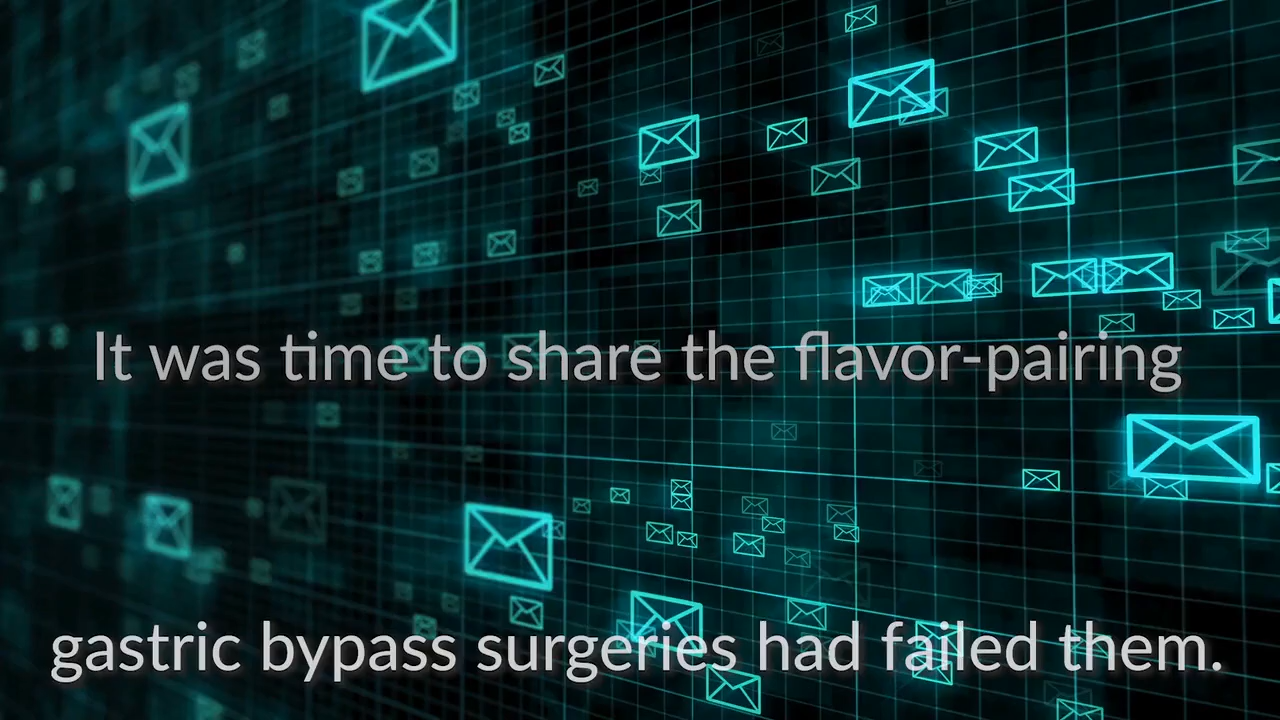 It was time to share the flavor-pairing
gastric bypass surgeries had failed them.